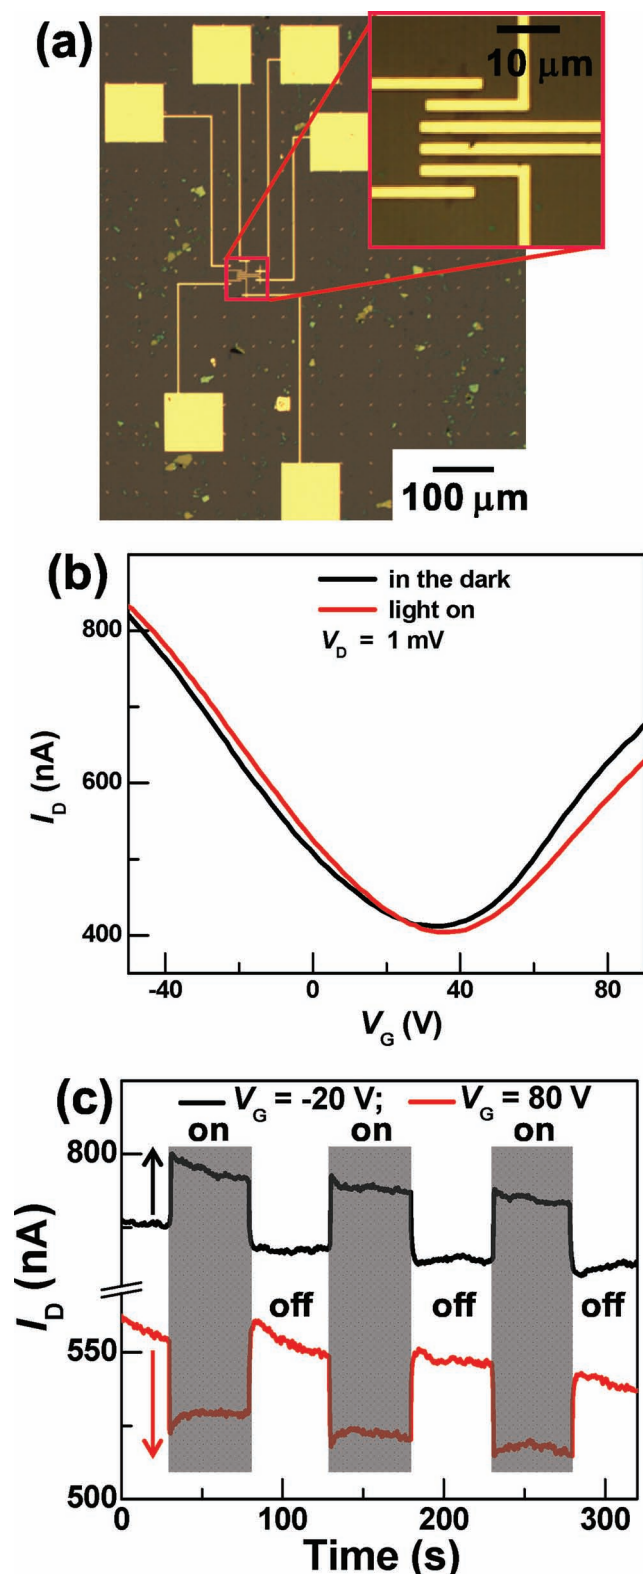 (a)
10 μm
100 μm
(b)
in the dark
light on
V_D = 1 mV
800
600
400
I_D (nA)
-40 0 40 80
V_G (V)
(c)
V_G = -20 V; V_G = 80 V
on on on
800
off off off
550
500
I_D (nA)
0 100 200 300
Time (s)